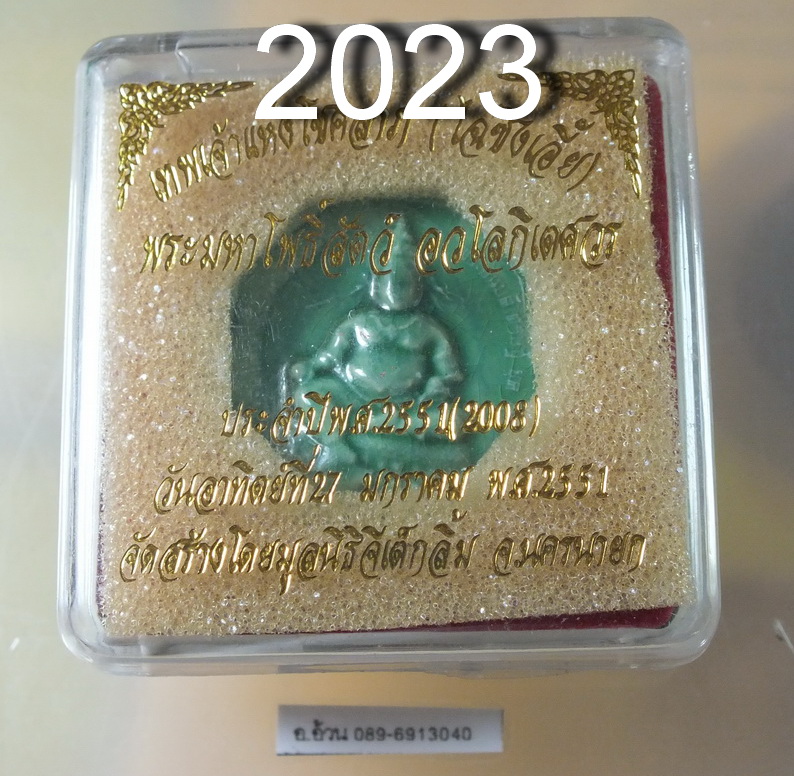 2023
เทพเจ้าแห่งโชคลาภ (ไฉ่ซิงเอี้ย)
พระมหาโพธิ์สัตว์ อวโลกิเตศวร
ประจำปีพ.ศ.2551(2008)
วันอาทิตย์ที่27 มกราคม พ.ศ.2551
จัดสร้างโดยมูลนิธิจีเต็กลิ้ม จ.นครนายก
อ.อ้วน 089-6913040